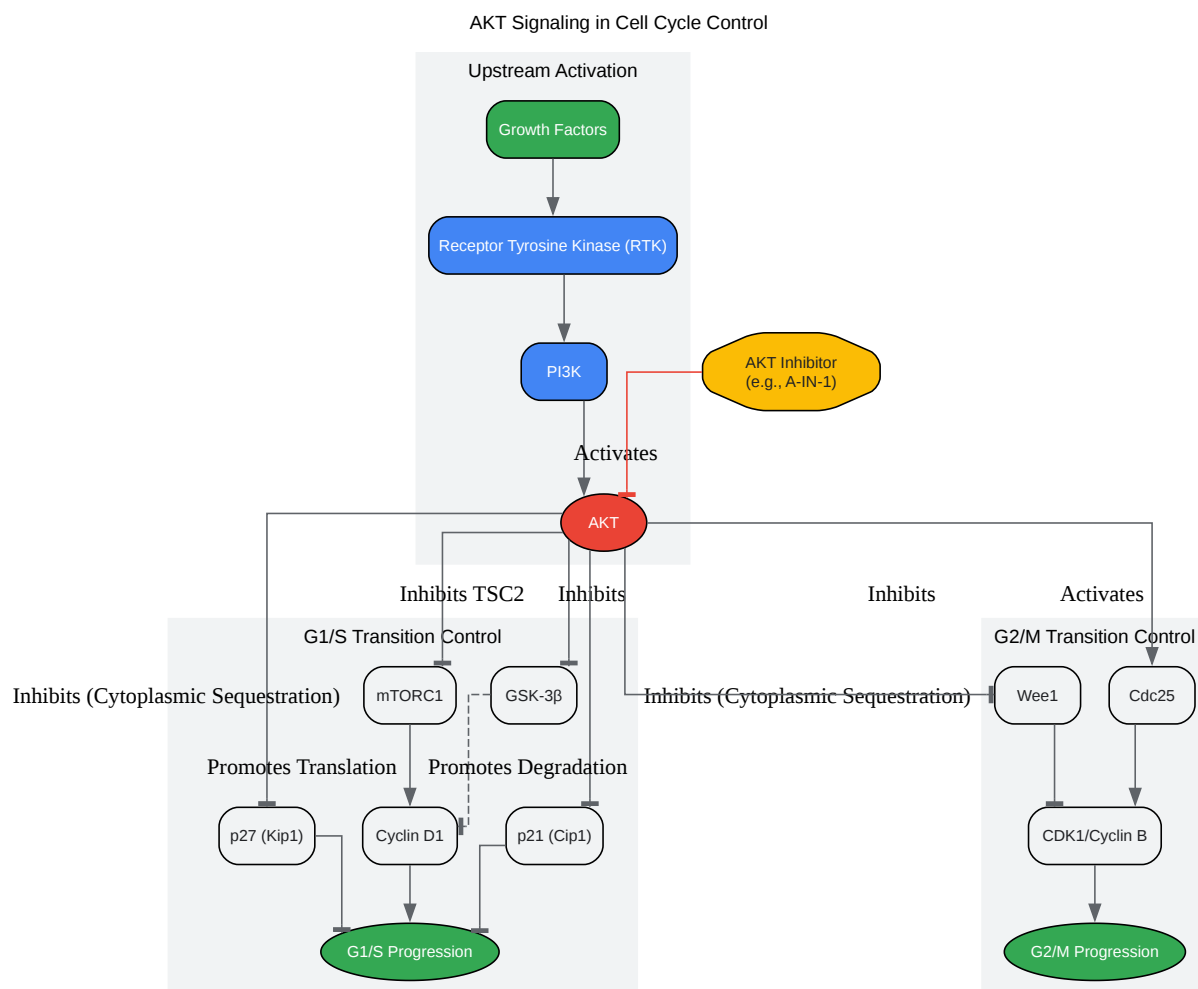 AKT Signaling in Cell Cycle Control
Upstream Activation
Growth Factors
Receptor Tyrosine Kinase (RTK)
PI3K
AKT Inhibitor
(e.g., A-IN-1)
Activates
AKT
Inhibits TSC2
Inhibits
Inhibits
Activates
G1/S Transition Control
G2/M Transition Control
Inhibits (Cytoplasmic Sequestration)
mTORC1
GSK-3β
Inhibits (Cytoplasmic Sequestration)
Wee1
Cdc25
Promotes Translation
Promotes Degradation
p27 (Kip1)
Cyclin D1
p21 (Cip1)
CDK1/Cyclin B
G1/S Progression
G2/M Progression